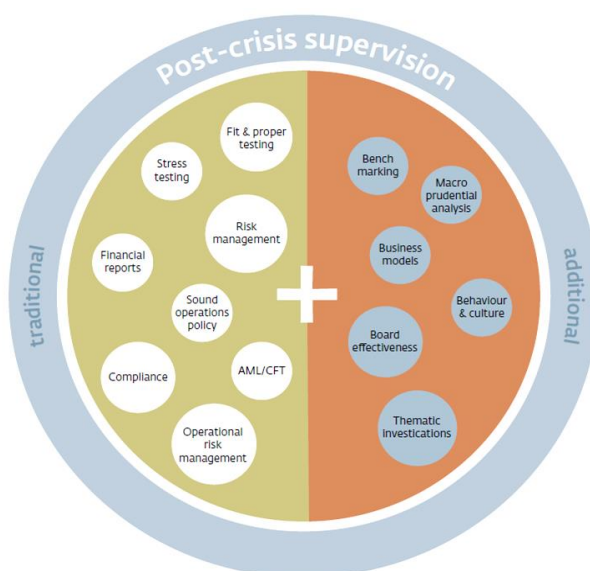 Post-crisis supervision
traditional
additional
Fit & proper
testing
Stress
testing
Risk
management
Financial
reports
Sound
operations
policy
Compliance
AML/CFT
Operational
risk
management
Bench
marking
Macro
prudential
analysis
Business
models
Behaviour
& culture
Board
effectiveness
Thematic
investications